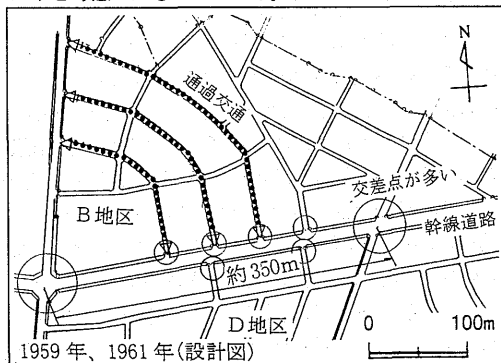 N
通過交通
交差点が多い
B地区
幹線道路
約350m
D地区
1959年、1961年(設計図)
0 100m